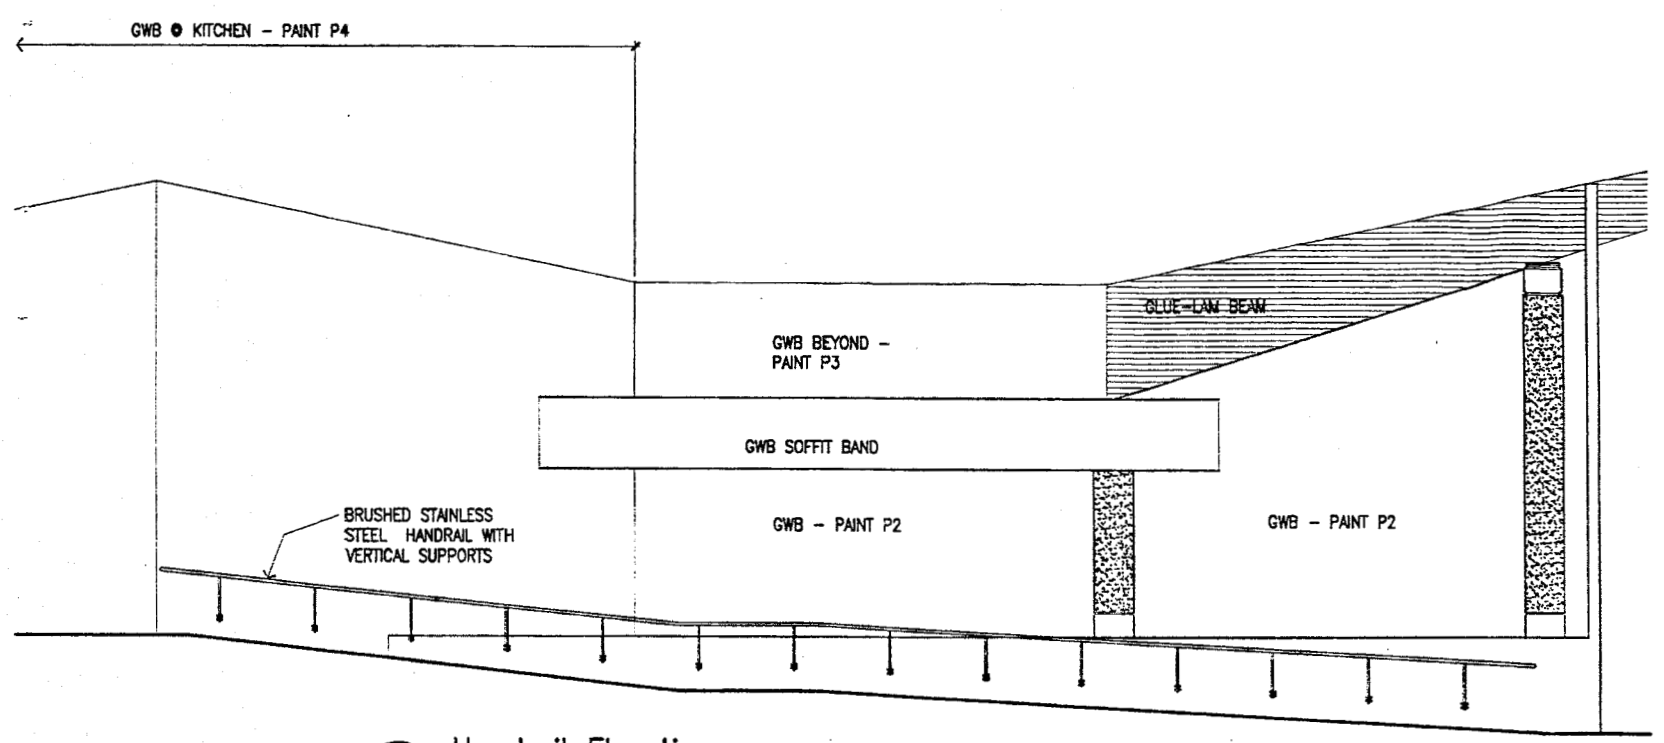 GWB @ KITCHEN - PAINT P4
GLUE-LAM BEAM
GWB BEYOND -
PAINT P3
GWB SOFFIT BAND
BRUSHED STAINLESS
STEEL HANDRAIL WITH
VERTICAL SUPPORTS
GWB - PAINT P2
GWB - PAINT P2